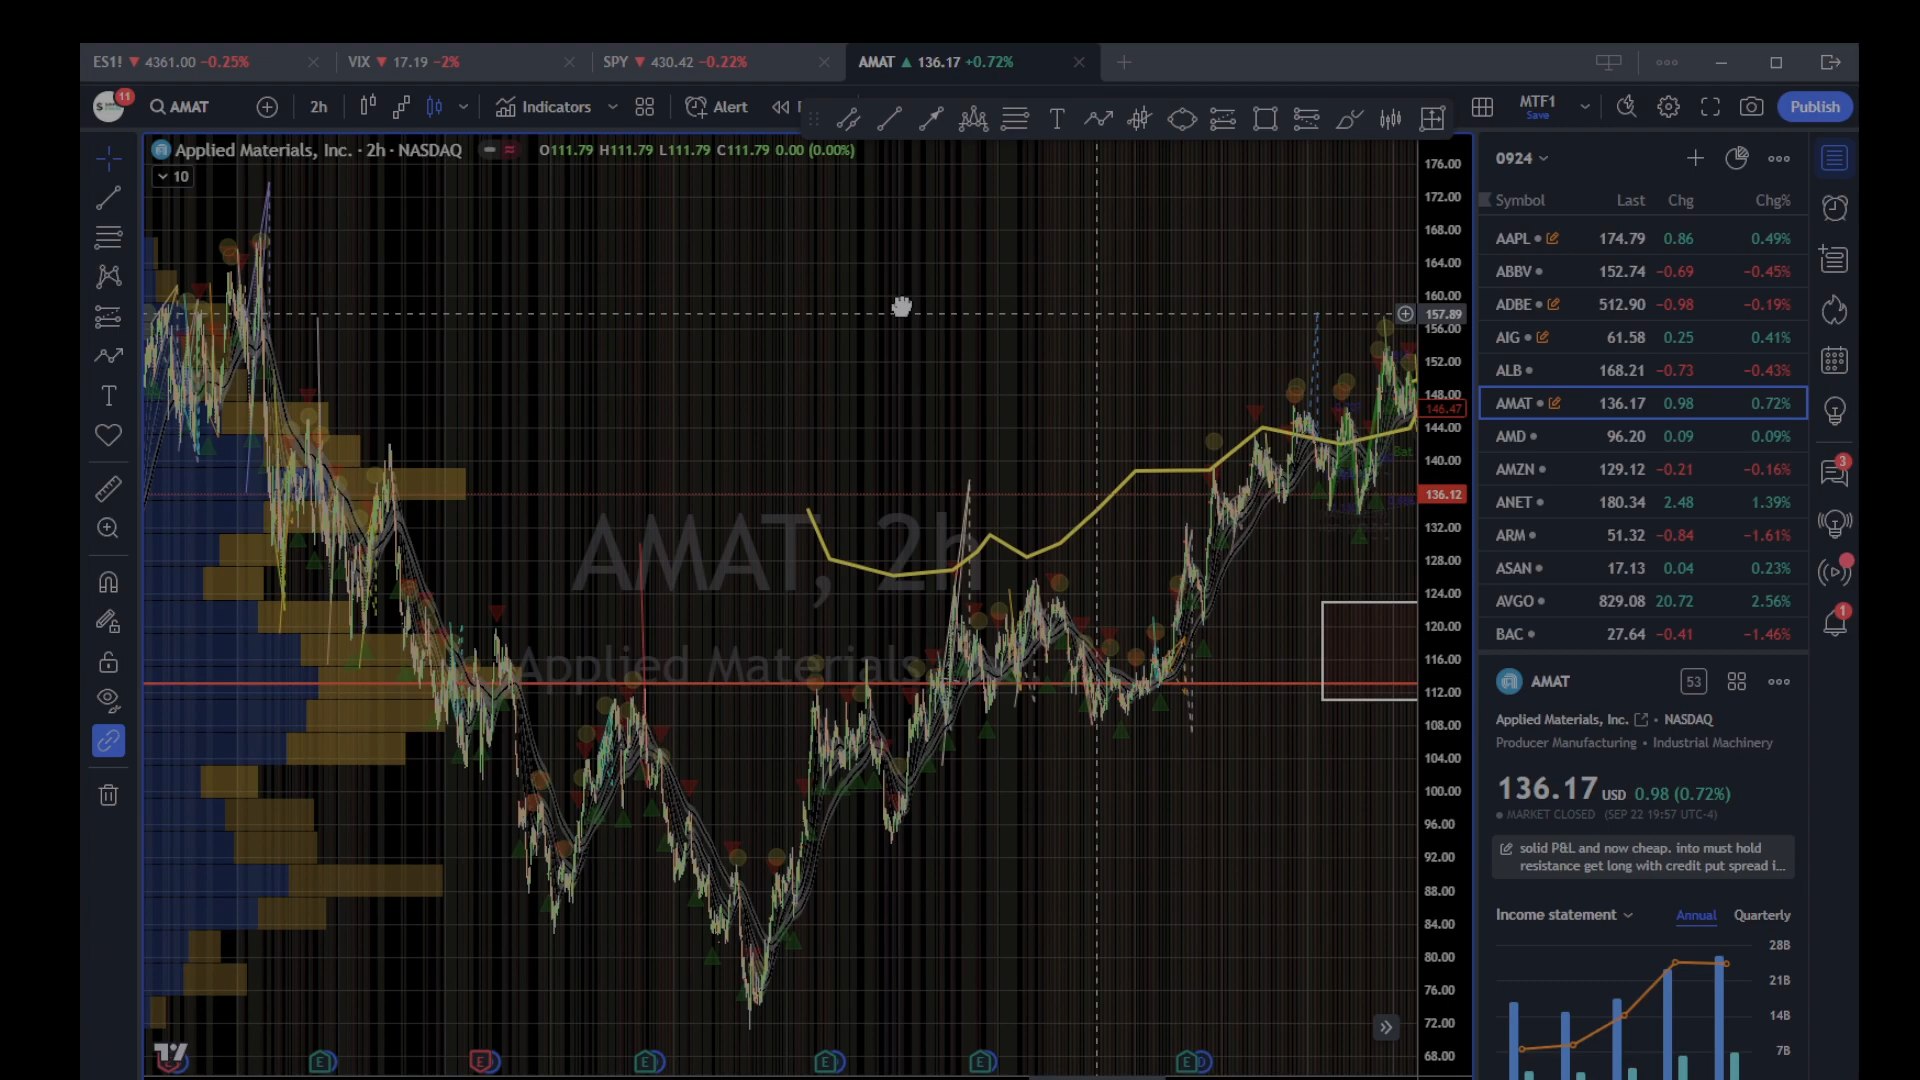 ES1! ▼ 4361.00 −0.25%
VIX ▼ 17.19 −2%
SPY ▼ 430.42 −0.22%
AMAT ▲ 136.17 +0.72%
11
AMAT
2h
Indicators
Alert
MTF1
Save
Publish
Applied Materials, Inc. · 2h · NASDAQ
O111.79 H111.79 L111.79 C111.79 0.00 (0.00%)
10
AMAT, 2h
Applied Materials
Bat
176.00
172.00
168.00
164.00
160.00
157.89
156.00
152.00
148.00
146.47
144.00
140.00
136.12
132.00
128.00
124.00
120.00
116.00
112.00
108.00
104.00
100.00
96.00
92.00
88.00
84.00
80.00
76.00
72.00
68.00
E
E
E
E
E
E
D
0924
Symbol Last Chg Chg%
AAPL 174.79 0.86 0.49%
ABBV 152.74 −0.69 −0.45%
ADBE 512.90 −0.98 −0.19%
AIG 61.58 0.25 0.41%
ALB 168.21 −0.73 −0.43%
AMAT 136.17 0.98 0.72%
AMD 96.20 0.09 0.09%
AMZN 129.12 −0.21 −0.16%
ANET 180.34 2.48 1.39%
ARM 51.32 −0.84 −1.61%
ASAN 17.13 0.04 0.23%
AVGO 829.08 20.72 2.56%
BAC 27.64 −0.41 −1.46%
3
1
AMAT
53
Applied Materials, Inc. • NASDAQ
Producer Manufacturing • Industrial Machinery
136.17 USD 0.98 (0.72%)
MARKET CLOSED (SEP 22 19:57 UTC-4)
solid P&L and now cheap. into must hold
resistance get long with credit put spread i...
Income statement
Annual
Quarterly
28B
21B
14B
7B